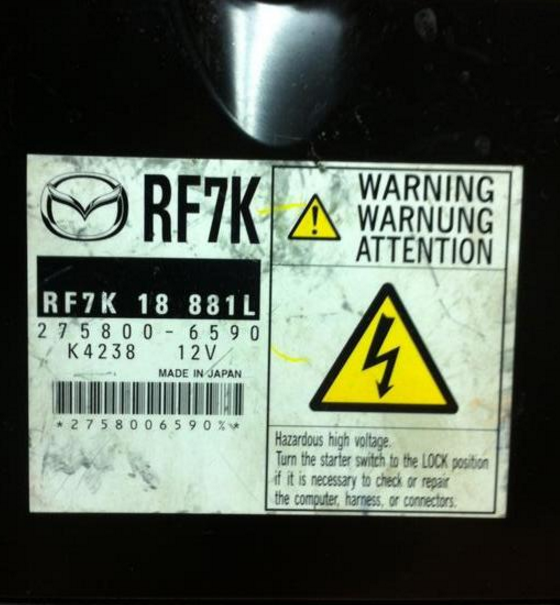 RF7K
RF7K 18 881L
275800-6590
K4238 12V
MADE IN JAPAN
*2758006590%*
WARNING
WARNUNG
ATTENTION
Hazardous high voltage.
Turn the starter switch to the LOCK position
if it is necessary to check or repair
the computer, harness, or connectors.